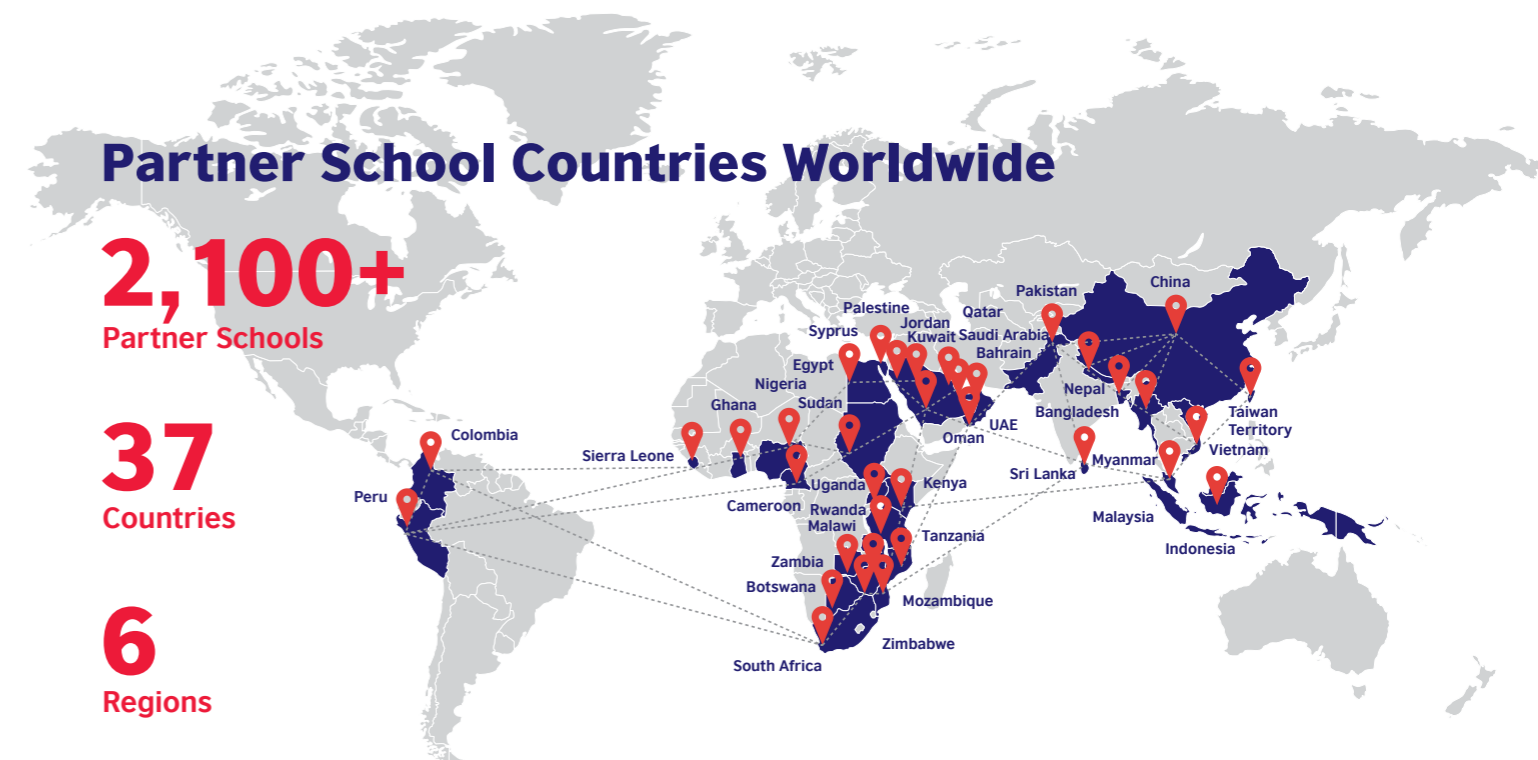 Partner School Countries Worldwide
2,100+
Partner Schools
37
Countries
6
Regions
Colombia
Peru
Sierra Leone
Ghana
Nigeria
Egypt
Syprus
Palestine
Jordan
Kuwait
Qatar
Saudi Arabia
Bahrain
Pakistan
China
Sudan
Nepal
Bangladesh
UAE
Oman
Taiwan
Territory
Vietnam
Myanmar
Sri Lanka
Malaysia
Indonesia
Cameroon
Uganda
Kenya
Rwanda
Malawi
Tanzania
Zambia
Botswana
Mozambique
Zimbabwe
South Africa